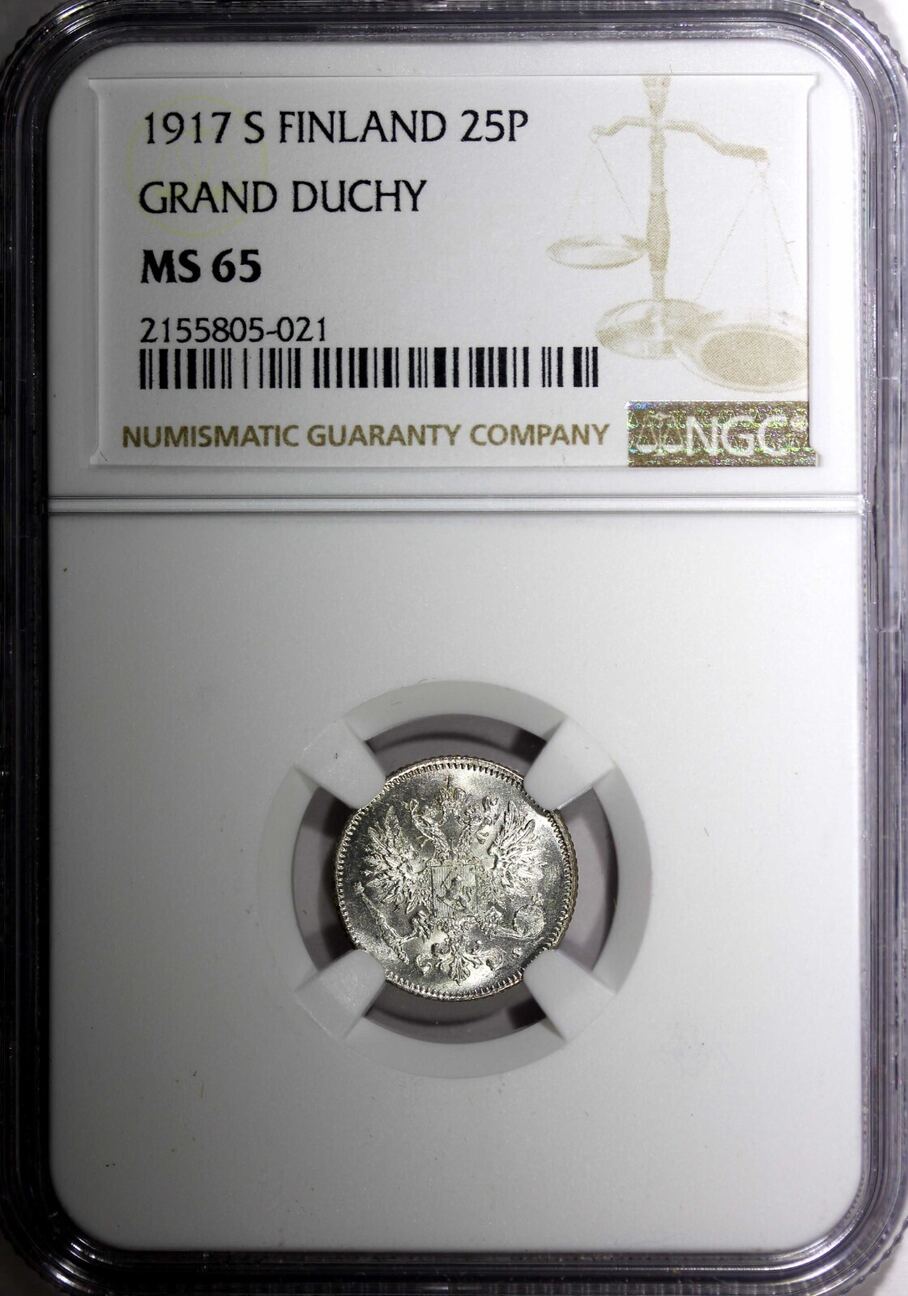 1917 S FINLAND 25P
GRAND DUCHY
MS 65
2155805-021
NUMISMATIC GUARANTY COMPANY
NGC